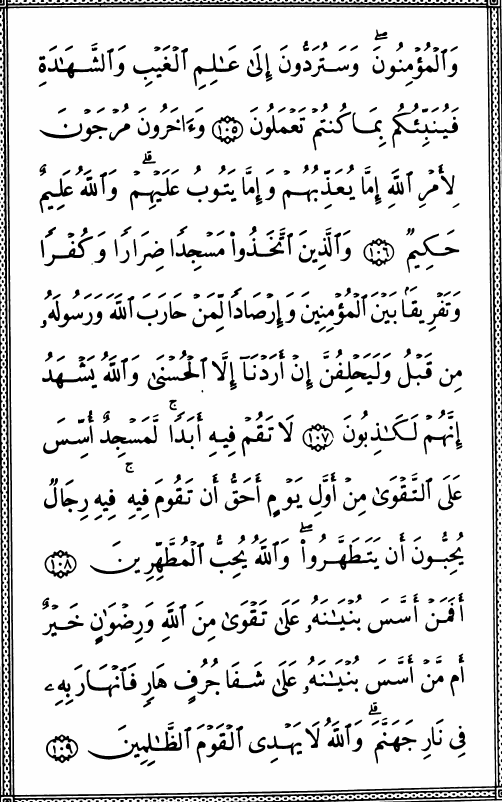 وَٱلْمُؤْمِنُونَۖ وَسَتُرَدُّونَ إِلَىٰ عَـٰلِمِ ٱلْغَيْبِ وَٱلشَّهَـٰدَةِ
فَيُنَبِّئُكُم بِمَا كُنتُمْ تَعْمَلُونَ ١٠٥ وَءَاخَرُونَ مُرْجَوْنَ
لِأَمْرِ ٱللَّهِ إِمَّا يُعَذِّبُهُمْ وَإِمَّا يَتُوبُ عَلَيْهِمْۗ وَٱللَّهُ عَلِيمٌ
حَكِيمٌ ١٠٦ وَٱلَّذِينَ ٱتَّخَذُوا۟ مَسْجِدًا ضِرَارًا وَكُفْرًا
وَتَفْرِيقًۢا بَيْنَ ٱلْمُؤْمِنِينَ وَإِرْصَادًا لِّمَنْ حَارَبَ ٱللَّهَ وَرَسُولَهُۥ
مِن قَبْلُ وَلَيَحْلِفُنَّ إِنْ أَرَدْنَآ إِلَّا ٱلْحُسْنَىٰ وَٱللَّهُ يَشْهَدُ
إِنَّهُمْ لَكَـٰذِبُونَ ١٠٧ لَا تَقُمْ فِيهِ أَبَدًاۚ لَّمَسْجِدٌ أُسِّسَ
عَلَى ٱلتَّقْوَىٰ مِنْ أَوَّلِ يَوْمٍ أَحَقُّ أَن تَقُومَ فِيهِۚ فِيهِ رِجَالٌ
يُحِبُّونَ أَن يَتَطَهَّرُوا۟ۖ وَٱللَّهُ يُحِبُّ ٱلْمُطَّهِّرِينَ ١٠٨
أَفَمَنْ أَسَّسَ بُنْيَـٰنَهُۥ عَلَىٰ تَقْوَىٰ مِنَ ٱللَّهِ وَرِضْوَٰنٍ خَيْرٌ
أَم مَّنْ أَسَّسَ بُنْيَـٰنَهُۥ عَلَىٰ شَفَا جُرُفٍ هَارٍ فَٱنْهَارَ بِهِۦ
فِى نَارِ جَهَنَّمَۗ وَٱللَّهُ لَا يَهْدِى ٱلْقَوْمَ ٱلظَّـٰلِمِينَ ١٠٩